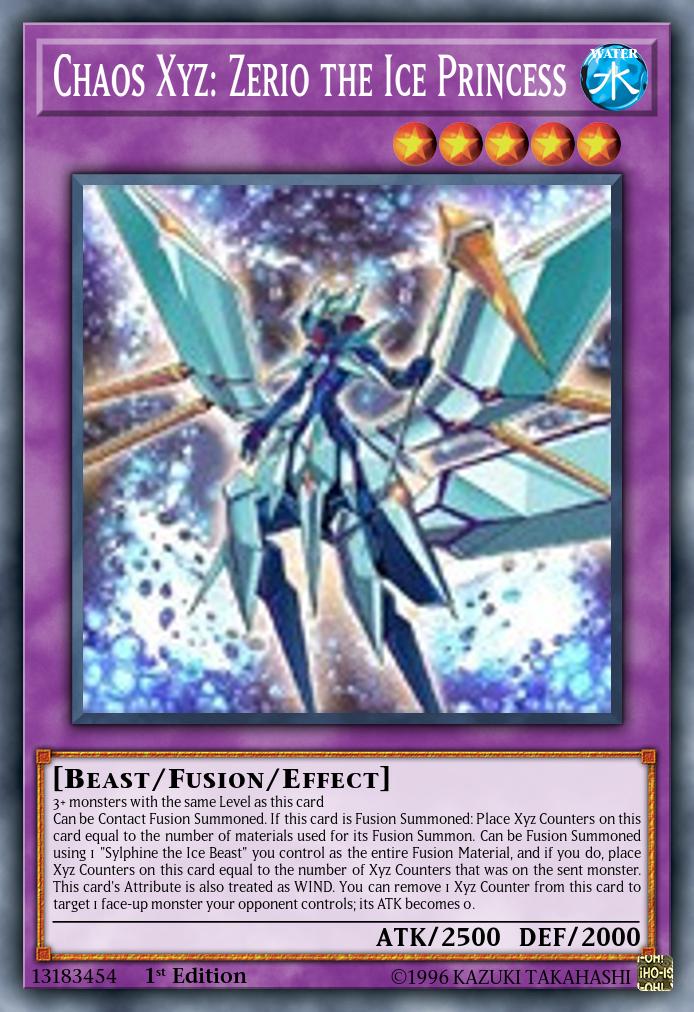 Chaos Xyz: Zerio the Ice Princess
WATER
水
[Beast/Fusion/Effect]
3+ monsters with the same Level as this card
Can be Contact Fusion Summoned. If this card is Fusion Summoned: Place Xyz Counters on this
card equal to the number of materials used for its Fusion Summon. Can be Fusion Summoned
using 1 "Sylphine the Ice Beast" you control as the entire Fusion Material, and if you do, place
Xyz Counters on this card equal to the number of Xyz Counters that was on the sent monster.
This card's Attribute is also treated as WIND. You can remove 1 Xyz Counter from this card to
target 1 face-up monster your opponent controls; its ATK becomes 0.
ATK/2500 DEF/2000
13183454 1st Edition ©1996 KAZUKI TAKAHASHI